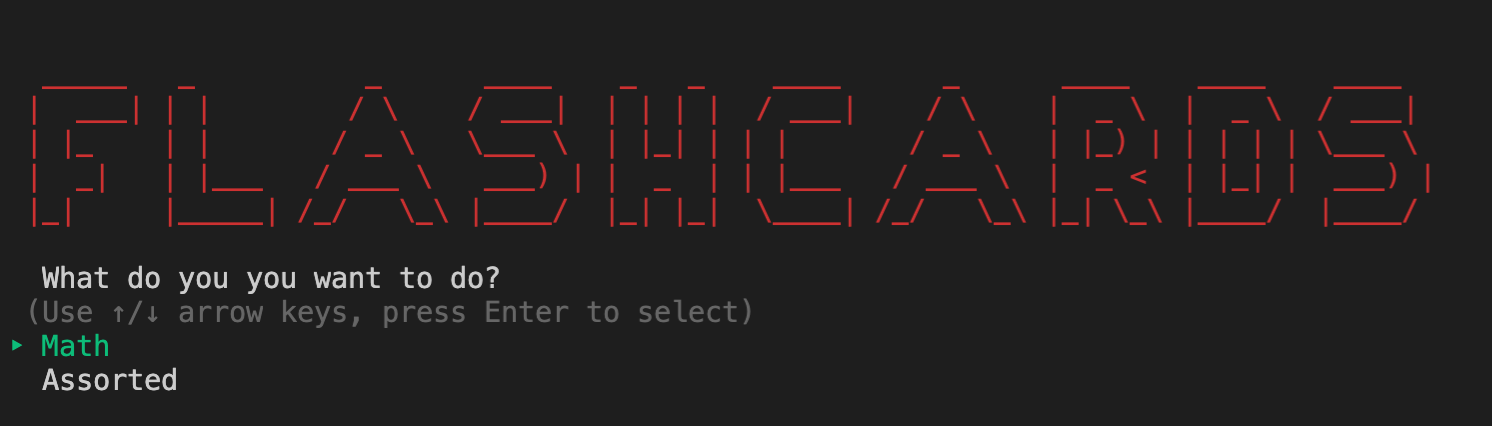 FLASHCARDS
What do you you want to do?
(Use ↑/↓ arrow keys, press Enter to select)
▸ Math
Assorted